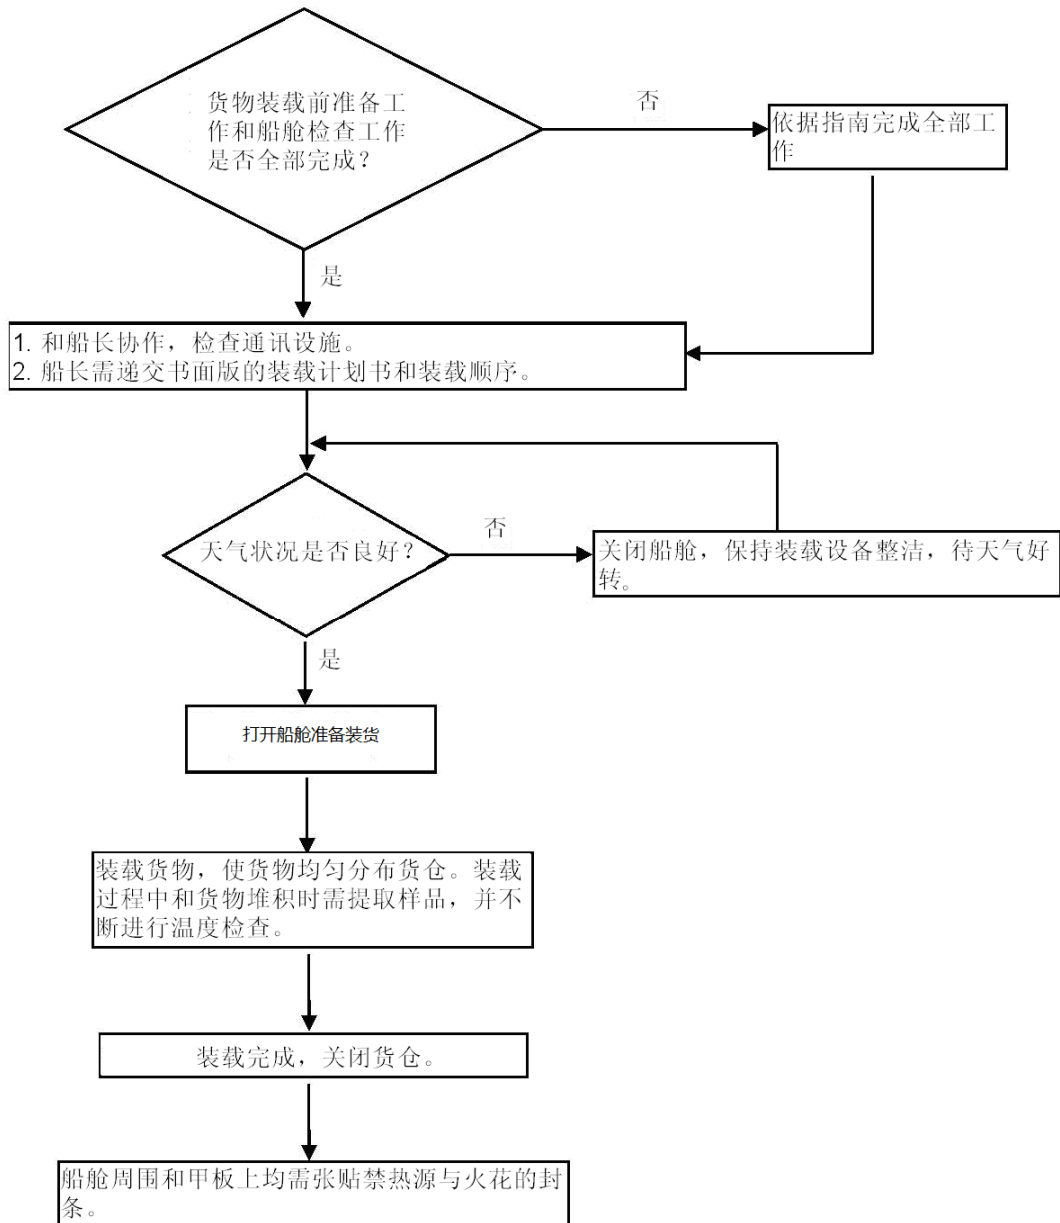 货物装载前准备工
作和船舱检查工作
是否全部完成？
否
依据指南完成全部工
作
是
1. 和船长协作，检查通讯设施。
2. 船长需递交书面版的装载计划书和装载顺序。
天气状况是否良好？
否
关闭船舱，保持装载设备整洁，待天气好
转。
是
打开船舱准备装货
装载货物，使货物均匀分布货仓。装载
过程中和货物堆积时需提取样品，并不
断进行温度检查。
装载完成，关闭货仓。
船舱周围和甲板上均需张贴禁热源与火花的封
条。